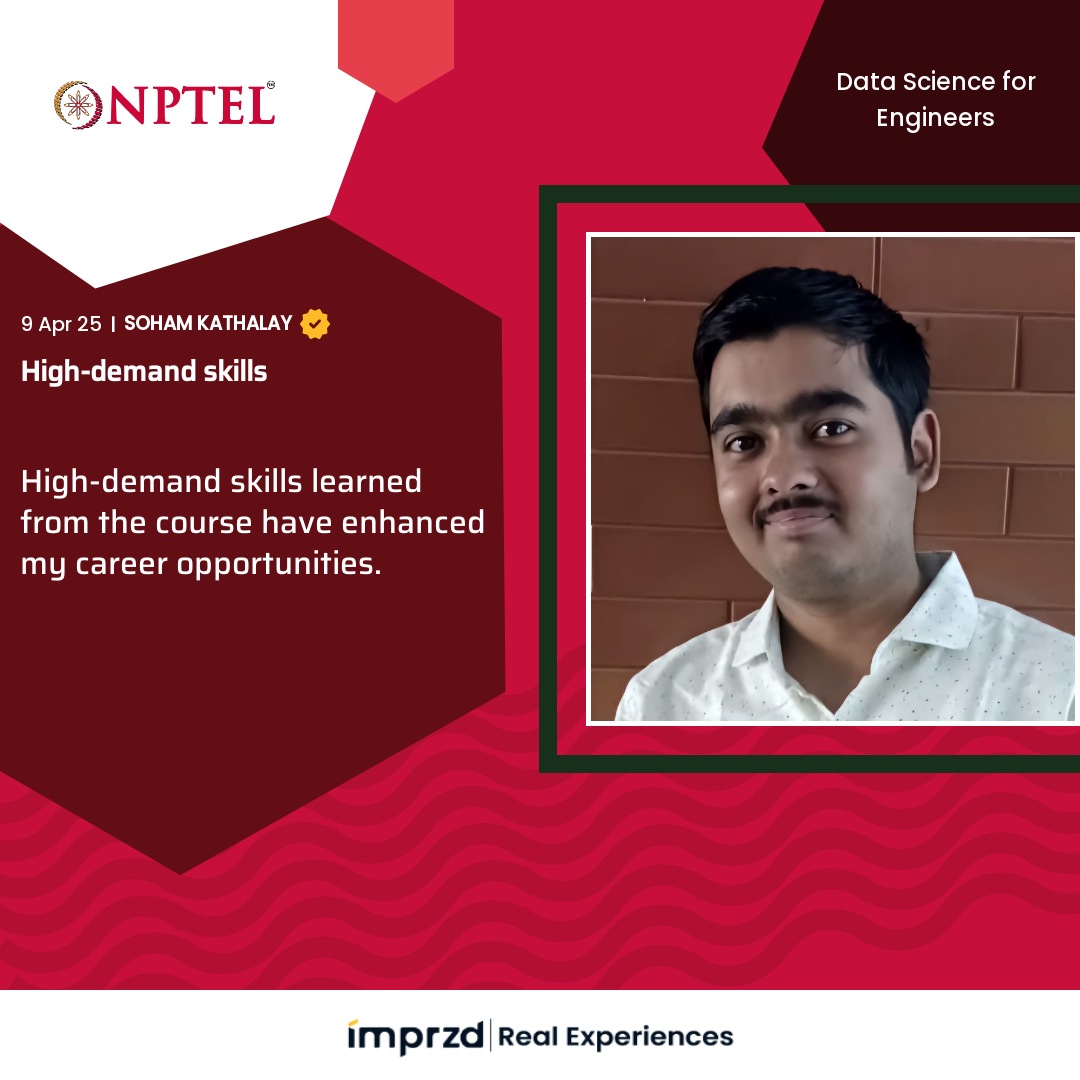 NPTEL
Data Science for
Engineers
9 Apr 25 | SOHAM KATHALAY
High-demand skills
High-demand skills learned
from the course have enhanced
my career opportunities.
imprzd | Real Experiences